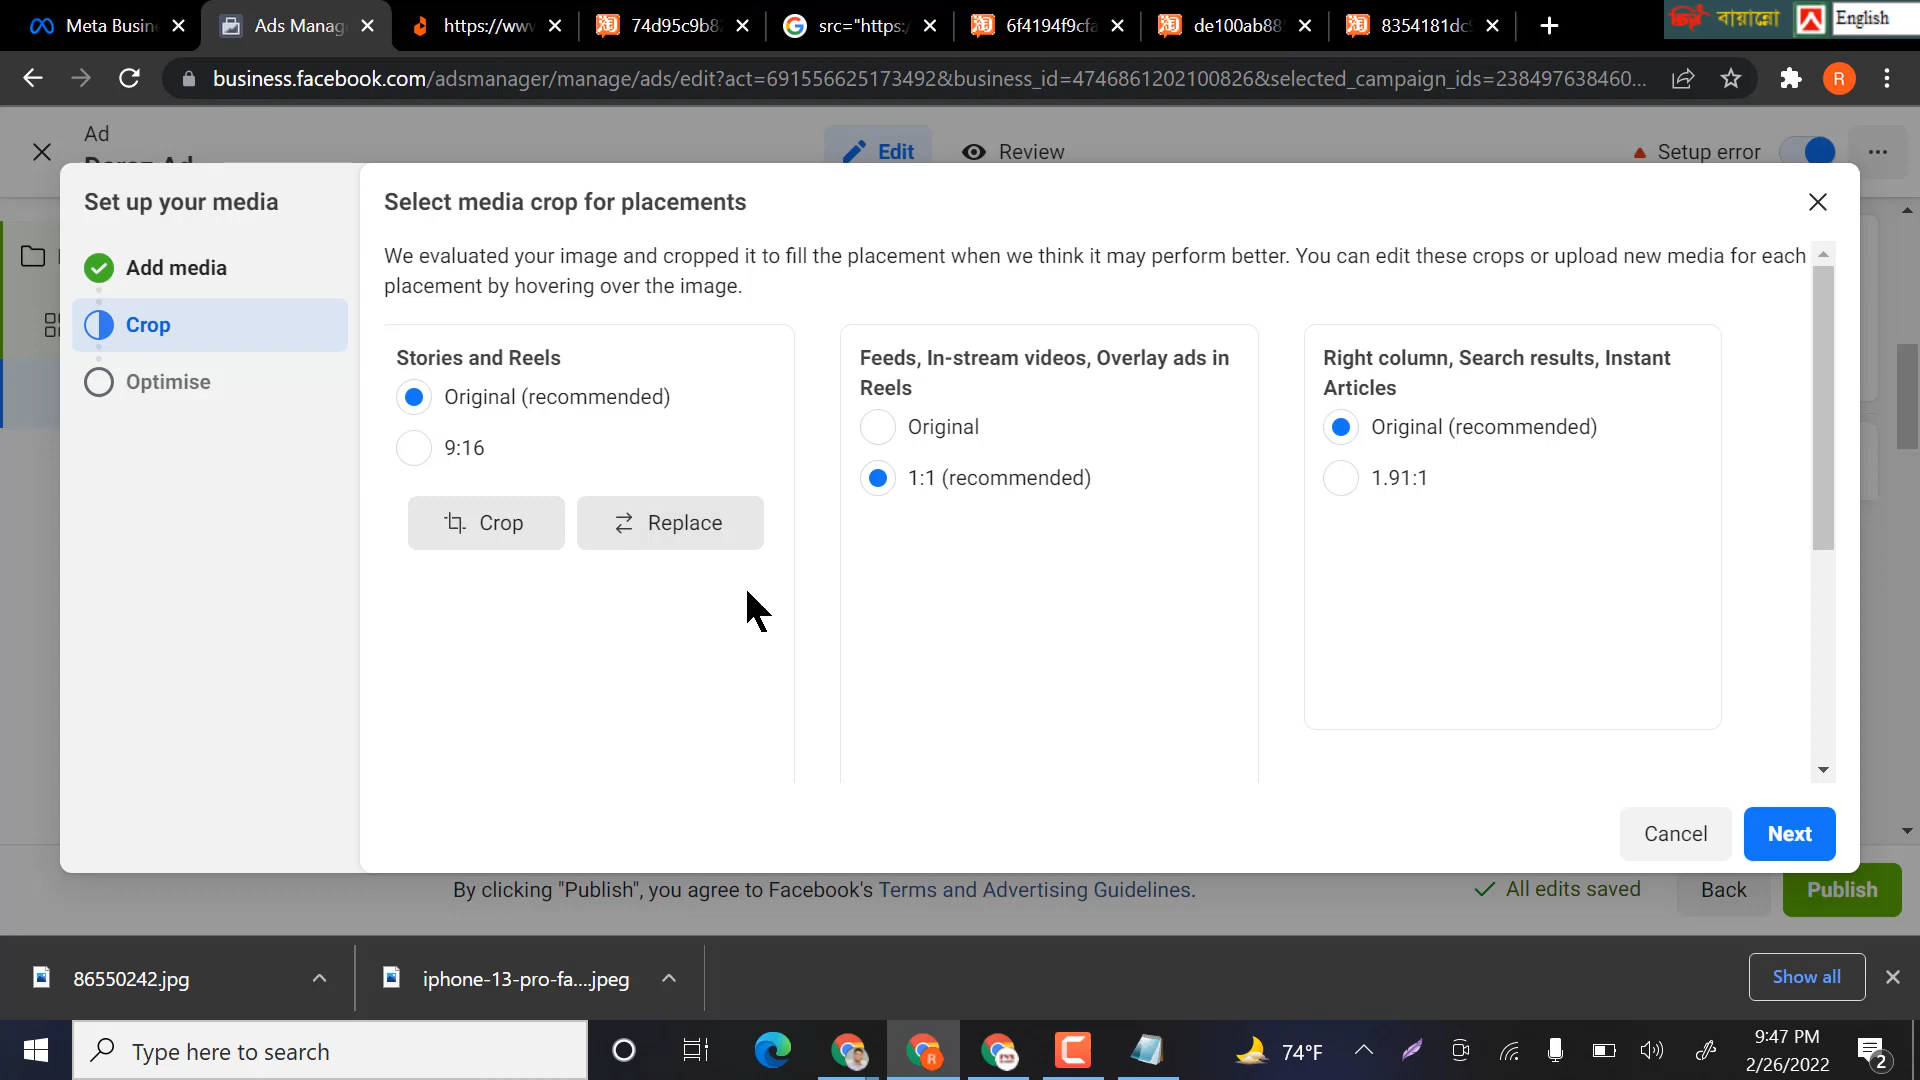 Meta Busin
Ads Manag
https://www
74d95c9b8
src="https:/
6f4194f9cfa
de100ab88
8354181dc
বায়ান্নো
English
business.facebook.com/adsmanager/manage/ads/edit?act=691556625173492&business_id=4746861202100826&selected_campaign_ids=238497638460...
R
Ad
Edit
Review
Setup error
Set up your media
Add media
Crop
Optimise
Select media crop for placements
We evaluated your image and cropped it to fill the placement when we think it may perform better. You can edit these crops or upload new media for each
placement by hovering over the image.
Stories and Reels
Original (recommended)
9:16
Crop
Replace
Feeds, In-stream videos, Overlay ads in
Reels
Original
1:1 (recommended)
Right column, Search results, Instant
Articles
Original (recommended)
1.91:1
Cancel
Next
By clicking "Publish", you agree to Facebook's Terms and Advertising Guidelines.
All edits saved
Back
Publish
86550242.jpg
iphone-13-pro-fa....jpeg
Show all
Type here to search
74°F
9:47 PM
2/26/2022
2